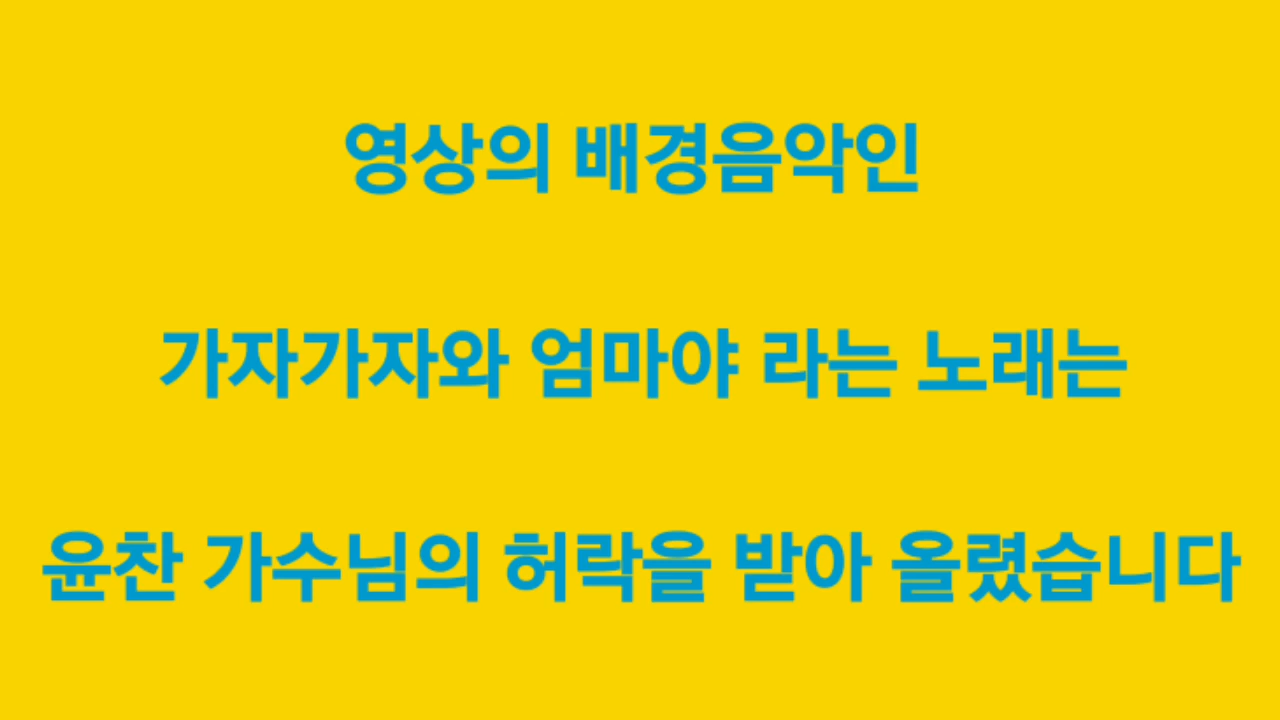 영상의 배경음악인
가자가자와 엄마야 라는 노래는
윤찬 가수님의 허락을 받아 올렸습니다